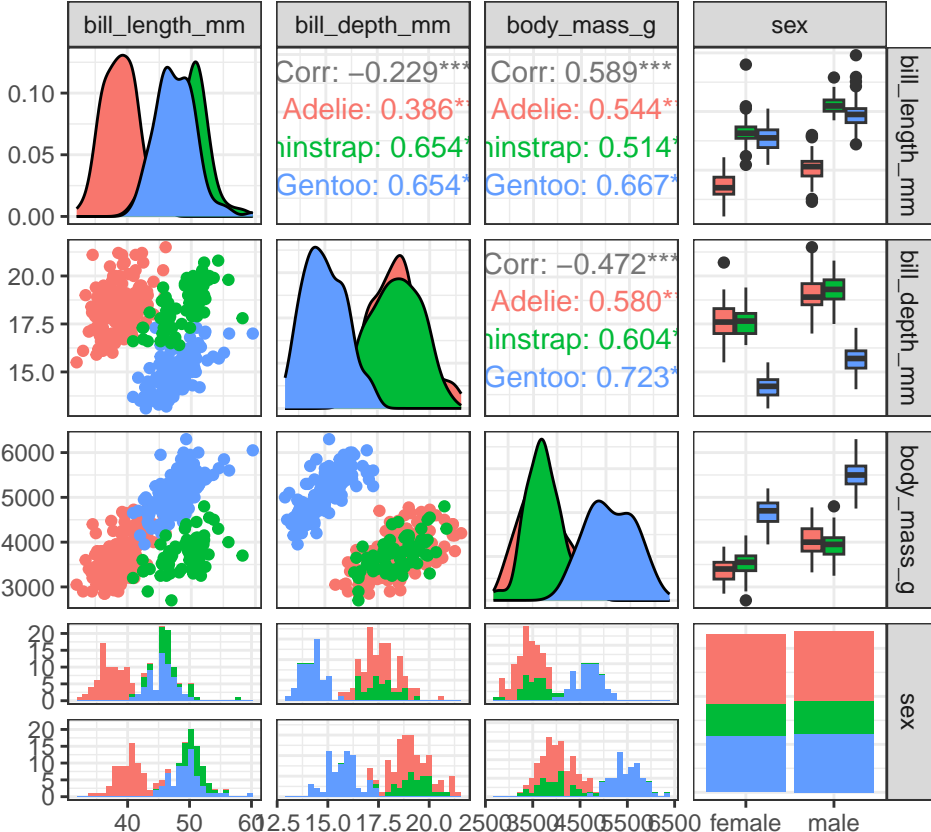 bill_length_mm bill_depth_mm body_mass_g sex
0.10
0.05
0.00
Corr: −0.229***
Adelie: 0.386**
hinstrap: 0.654*
Gentoo: 0.654*
Corr: 0.589***
Adelie: 0.544**
hinstrap: 0.514*
Gentoo: 0.667*
bill_length_mm
20.0
17.5
15.0
Corr: −0.472***
Adelie: 0.580**
hinstrap: 0.604*
Gentoo: 0.723*
bill_depth_mm
6000
5000
4000
3000
body_mass_g
20
15
10
5
0
20
15
10
5
0
sex
40 50 60
12.5 15.0 17.5 20.0
2500 3500 4500 5500 6500
female male